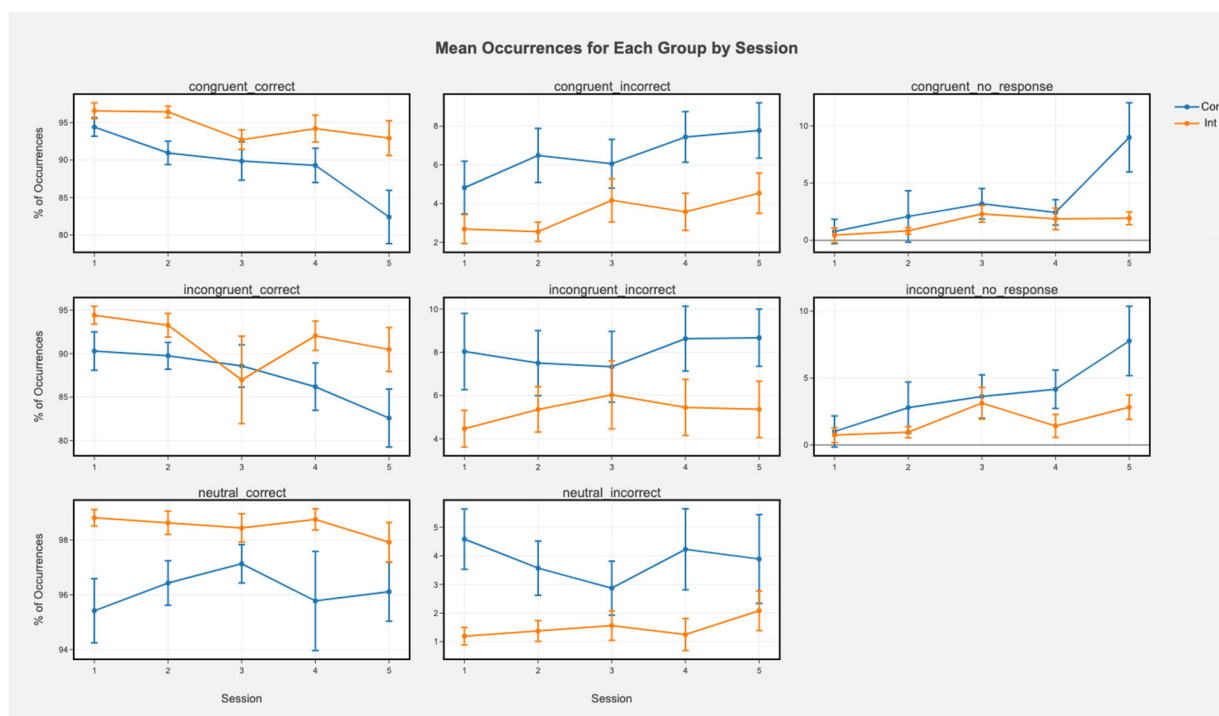 Mean Occurrences for Each Group by Session
congruent_correct
congruent_incorrect
congruent_no_response
Con
Int
% of Occurrences
95
90
85
80
1 2 3 4 5
8
6
4
2
1 2 3 4 5
10
5
0
1 2 3 4 5
incongruent_correct
incongruent_incorrect
incongruent_no_response
% of Occurrences
95
90
85
80
1 2 3 4 5
10
8
6
4
1 2 3 4 5
10
5
0
1 2 3 4 5
neutral_correct
neutral_incorrect
% of Occurrences
98
96
94
1 2 3 4 5
Session
5
4
3
2
1
1 2 3 4 5
Session